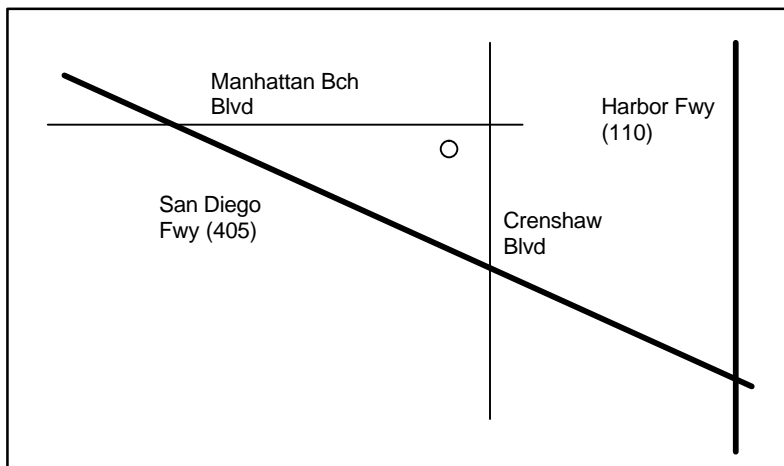 Manhattan Bch
Blvd
Harbor Fwy
(110)
San Diego
Fwy (405)
Crenshaw
Blvd